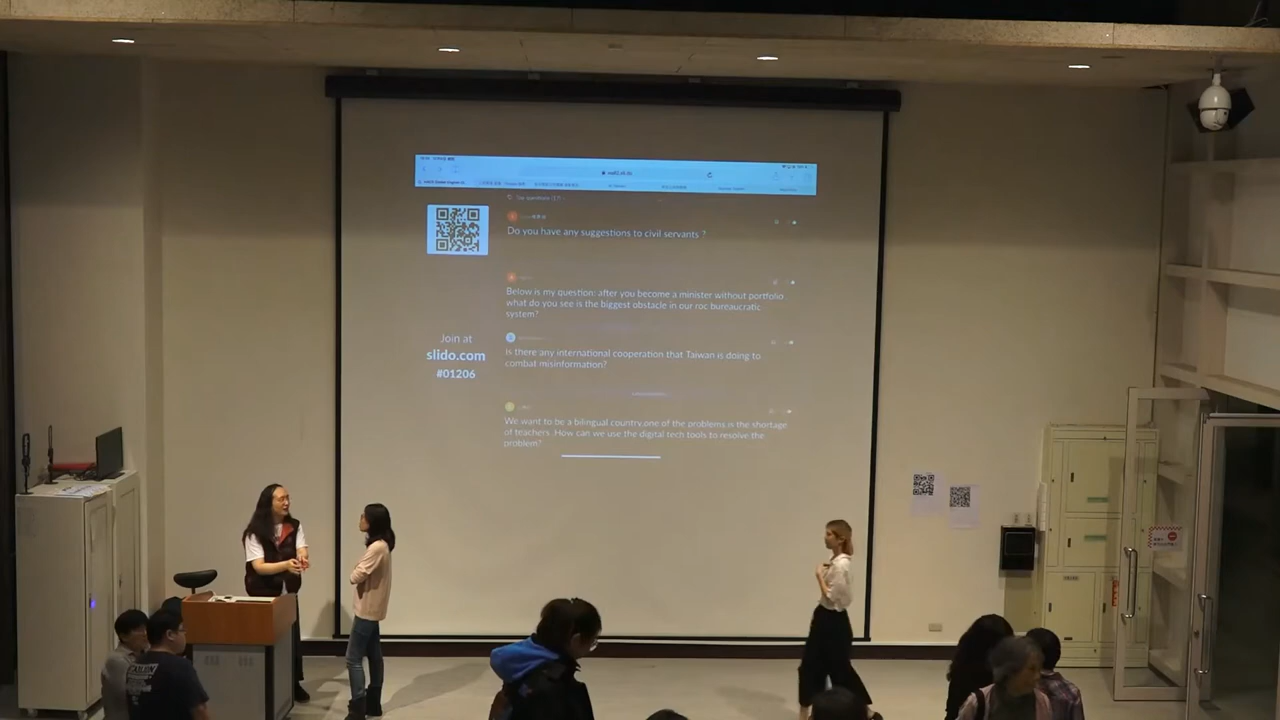 Top questions (17)
Do you have any suggestions to civil servants ?
Below is my question: after you become a minister without portfolio,
what do you see is the biggest obstacle in our roc bureaucratic
system?
Join at
slido.com
#01206
Is there any international cooperation that Taiwan is doing to
combat misinformation?
We want to be a bilingual country,one of the problems is the shortage
of teachers. How can we use the digital tech tools to resolve the
problem?